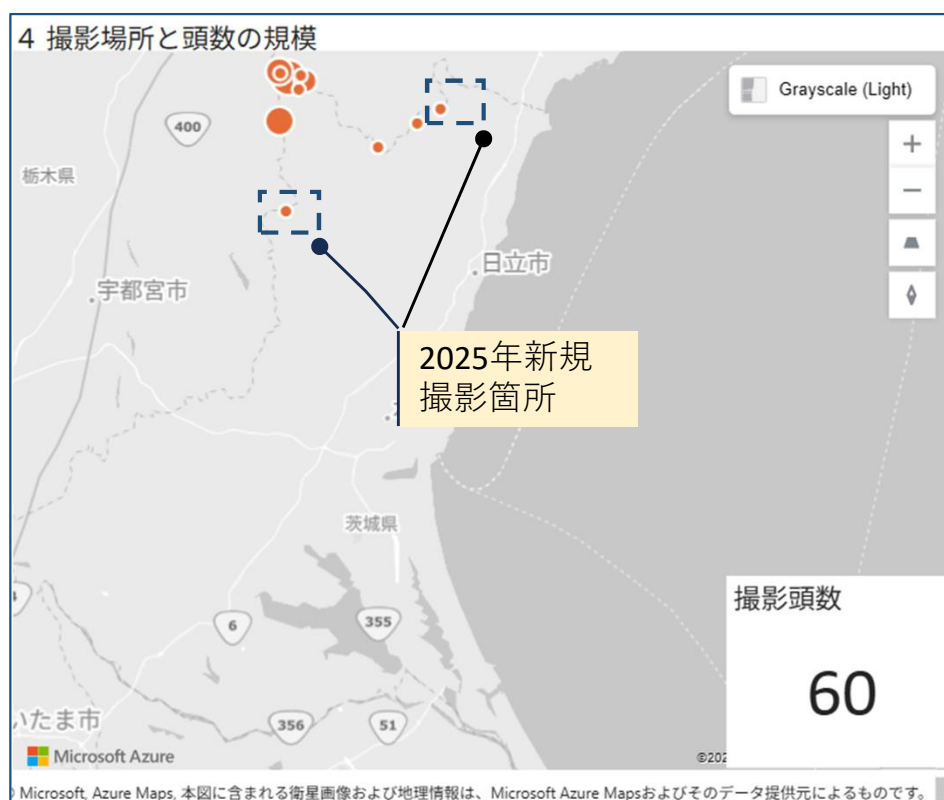 4 撮影場所と頭数の規模
Grayscale (Light)
400
栃木県
日立市
宇都宮市
2025年新規
撮影箇所
茨城県
撮影頭数
6
355
60
いたま市
356
51
Microsoft Azure
©202
Microsoft, Azure Maps, 本図に含まれる衛星画像および地理情報は、Microsoft Azure Mapsおよびそのデータ提供元によるものです。